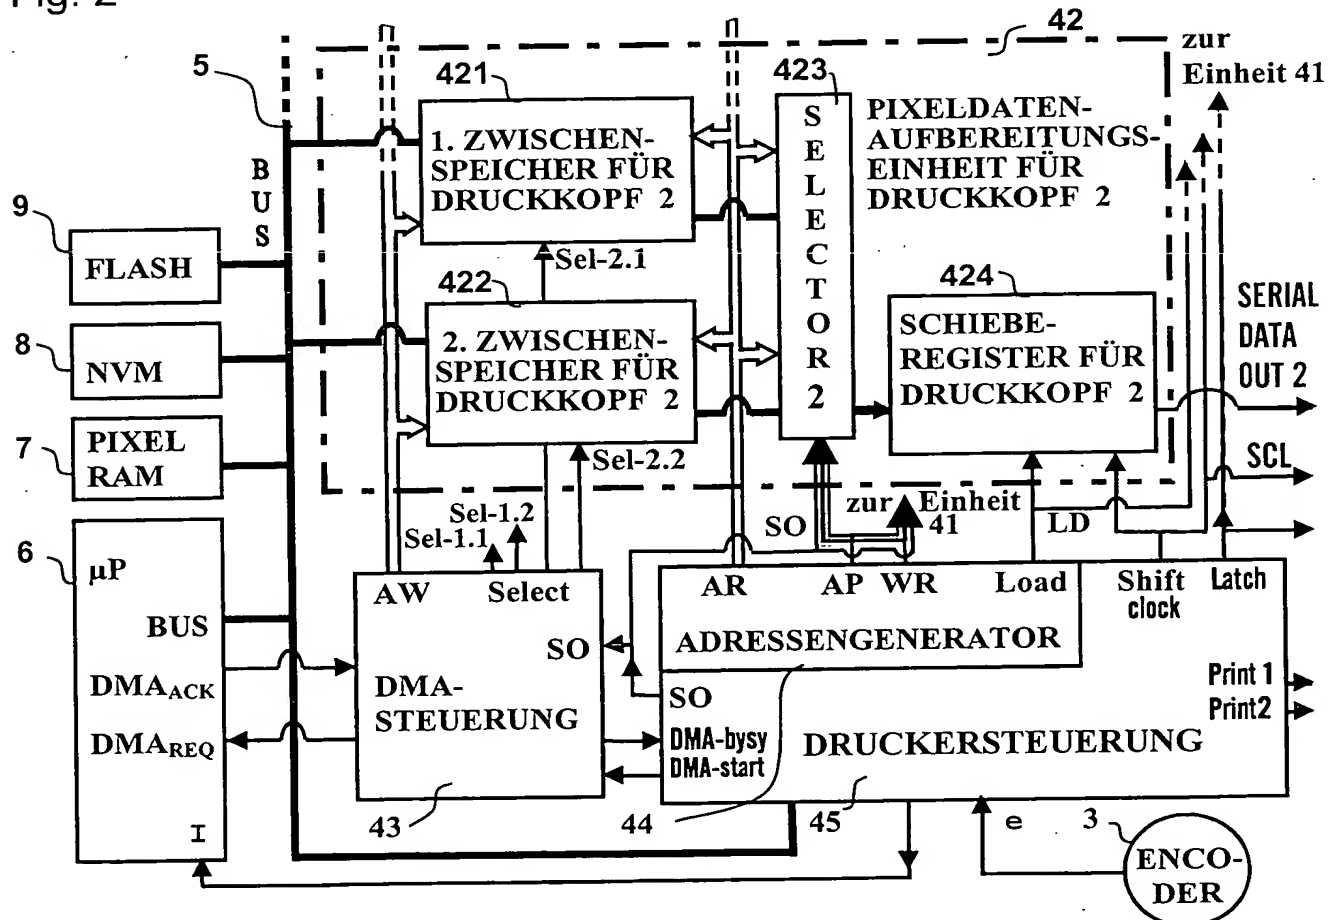 Fig. 2
5
421
423
42
zur
Einheit 41
BUS
1. ZWISCHEN-
SPEICHER FÜR
DRUCKKOPF 2
SELECTOR 2
PIXELDATEN-
AUFBEREITUNGS-
EINHEIT FÜR
DRUCKKOPF 2
9
FLASH
Sel-2.1
422
424
8
NVM
2. ZWISCHEN-
SPEICHER FÜR
DRUCKKOPF 2
SCHIEBE-
REGISTER FÜR
DRUCKKOPF 2
SERIAL
DATA
OUT 2
7
PIXEL
RAM
Sel-2.2
SCL
Sel-1.2
Sel-1.1
zur Einheit
41
SO
LD
6
µP
BUS
DMAACK
DMAREQ
I
AW
Select
SO
DMA-
STEUERUNG
43
AR
AP
WR
Load
Shift
clock
Latch
ADRESSENGENERATOR
SO
DMA-bysy
DMA-start
DRUCKERSTEUERUNG
Print 1
Print2
44
45
e
3
ENCO-
DER